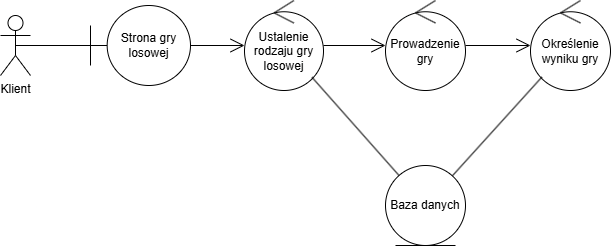 Klient
Strona gry
losowej
Ustalenie
rodzaju gry
losowej
Prowadzenie
gry
Określenie
wyniku gry
Baza danych